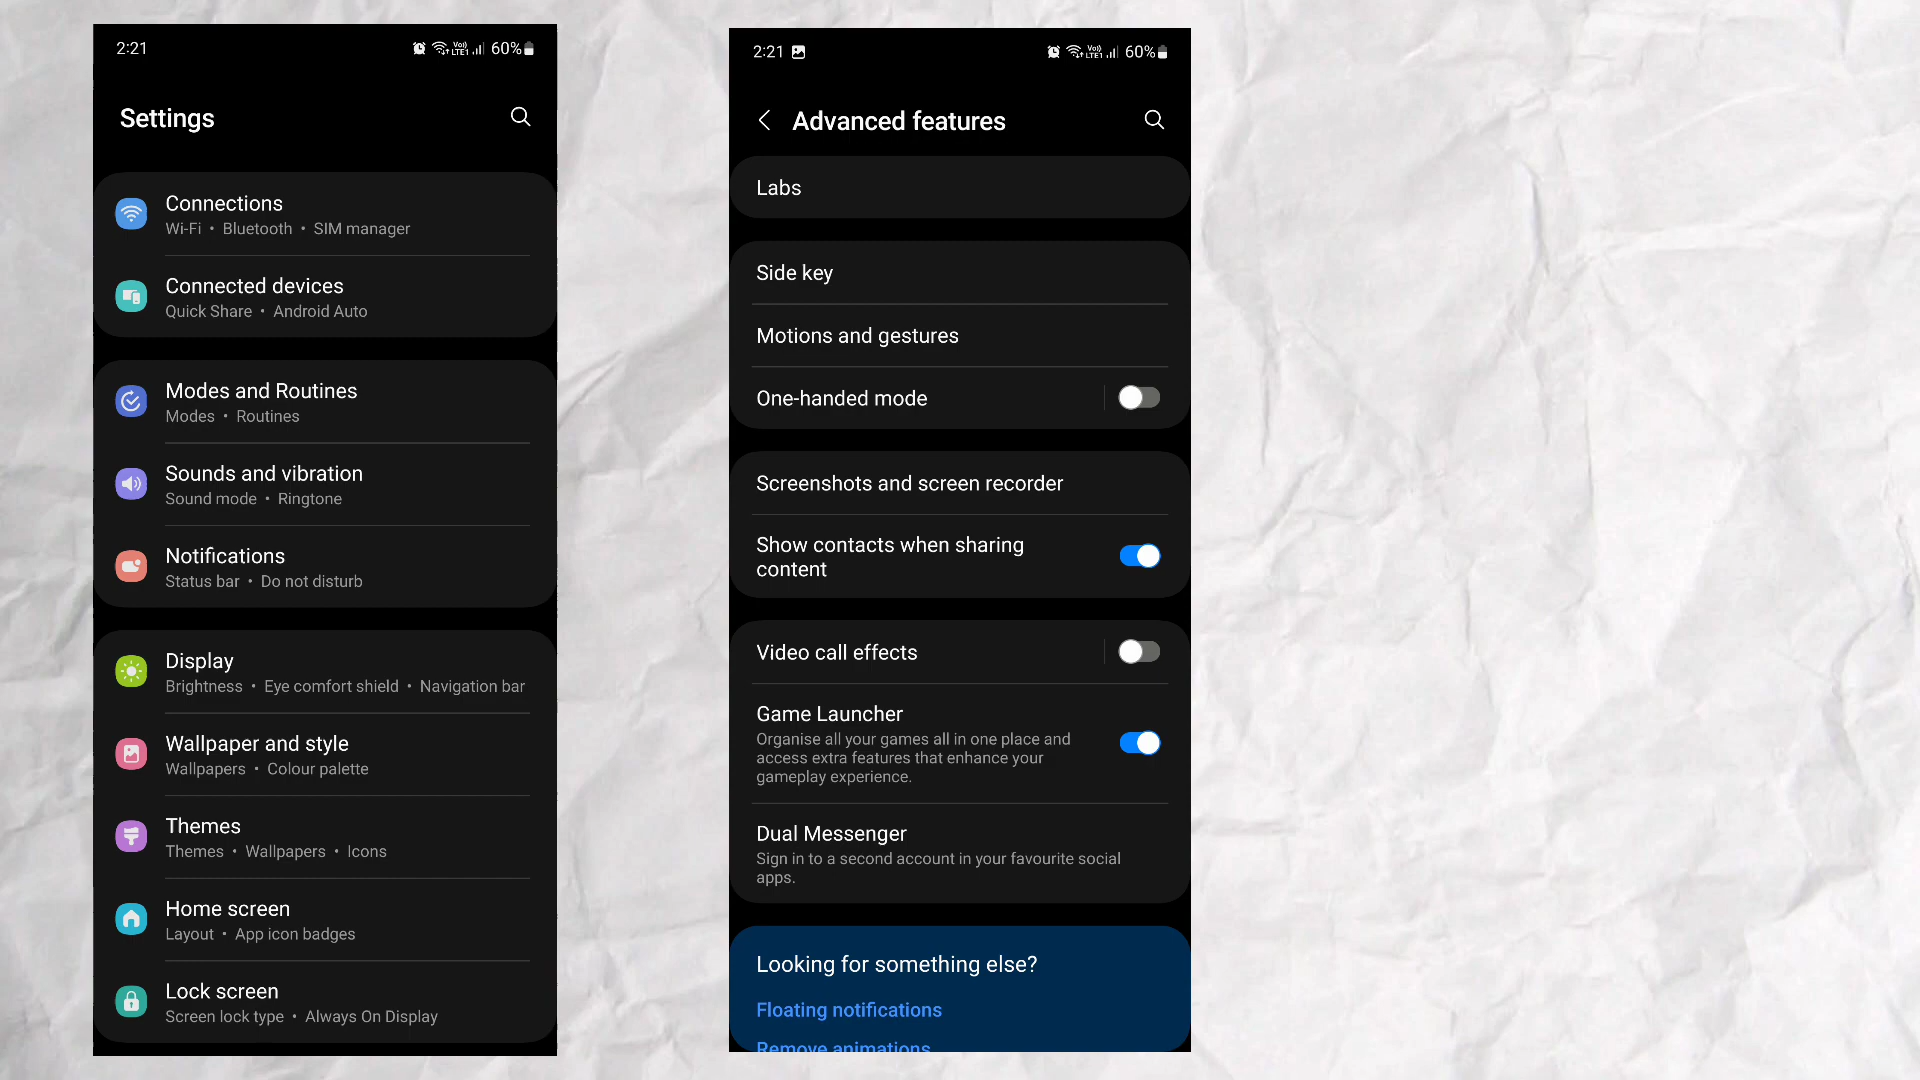 2:21
Vo)) LTE1 60%
Settings
Connections
Wi-Fi • Bluetooth • SIM manager
Connected devices
Quick Share • Android Auto
Modes and Routines
Modes • Routines
Sounds and vibration
Sound mode • Ringtone
Notifications
Status bar • Do not disturb
Display
Brightness • Eye comfort shield • Navigation bar
Wallpaper and style
Wallpapers • Colour palette
Themes
Themes • Wallpapers • Icons
Home screen
Layout • App icon badges
Lock screen
Screen lock type • Always On Display
2:21
Vo)) LTE1 60%
Advanced features
Labs
Side key
Motions and gestures
One-handed mode
Screenshots and screen recorder
Show contacts when sharing
content
Video call effects
Game Launcher
Organise all your games all in one place and
access extra features that enhance your
gameplay experience.
Dual Messenger
Sign in to a second account in your favourite social
apps.
Looking for something else?
Floating notifications
Remove animations